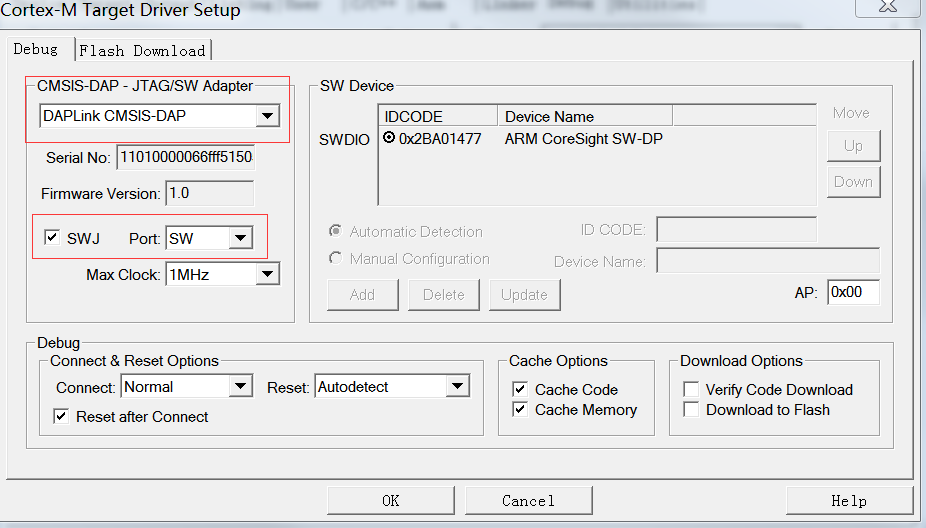 Cortex-M Target Driver Setup
Debug
Flash Download
CMSIS-DAP - JTAG/SW Adapter
DAPLink CMSIS-DAP
Serial No: 11010000066fff5150
Firmware Version: 1.0
SWJ Port: SW
Max Clock: 1MHz
SW Device
IDCODE Device Name
SWDIO 0x2BA01477 ARM CoreSight SW-DP
Move
Up
Down
Automatic Detection
Manual Configuration
ID CODE:
Device Name:
Add Delete Update
AP: 0x00
Debug
Connect & Reset Options
Connect: Normal Reset: Autodetect
Reset after Connect
Cache Options
Cache Code
Cache Memory
Download Options
Verify Code Download
Download to Flash
OK Cancel Help